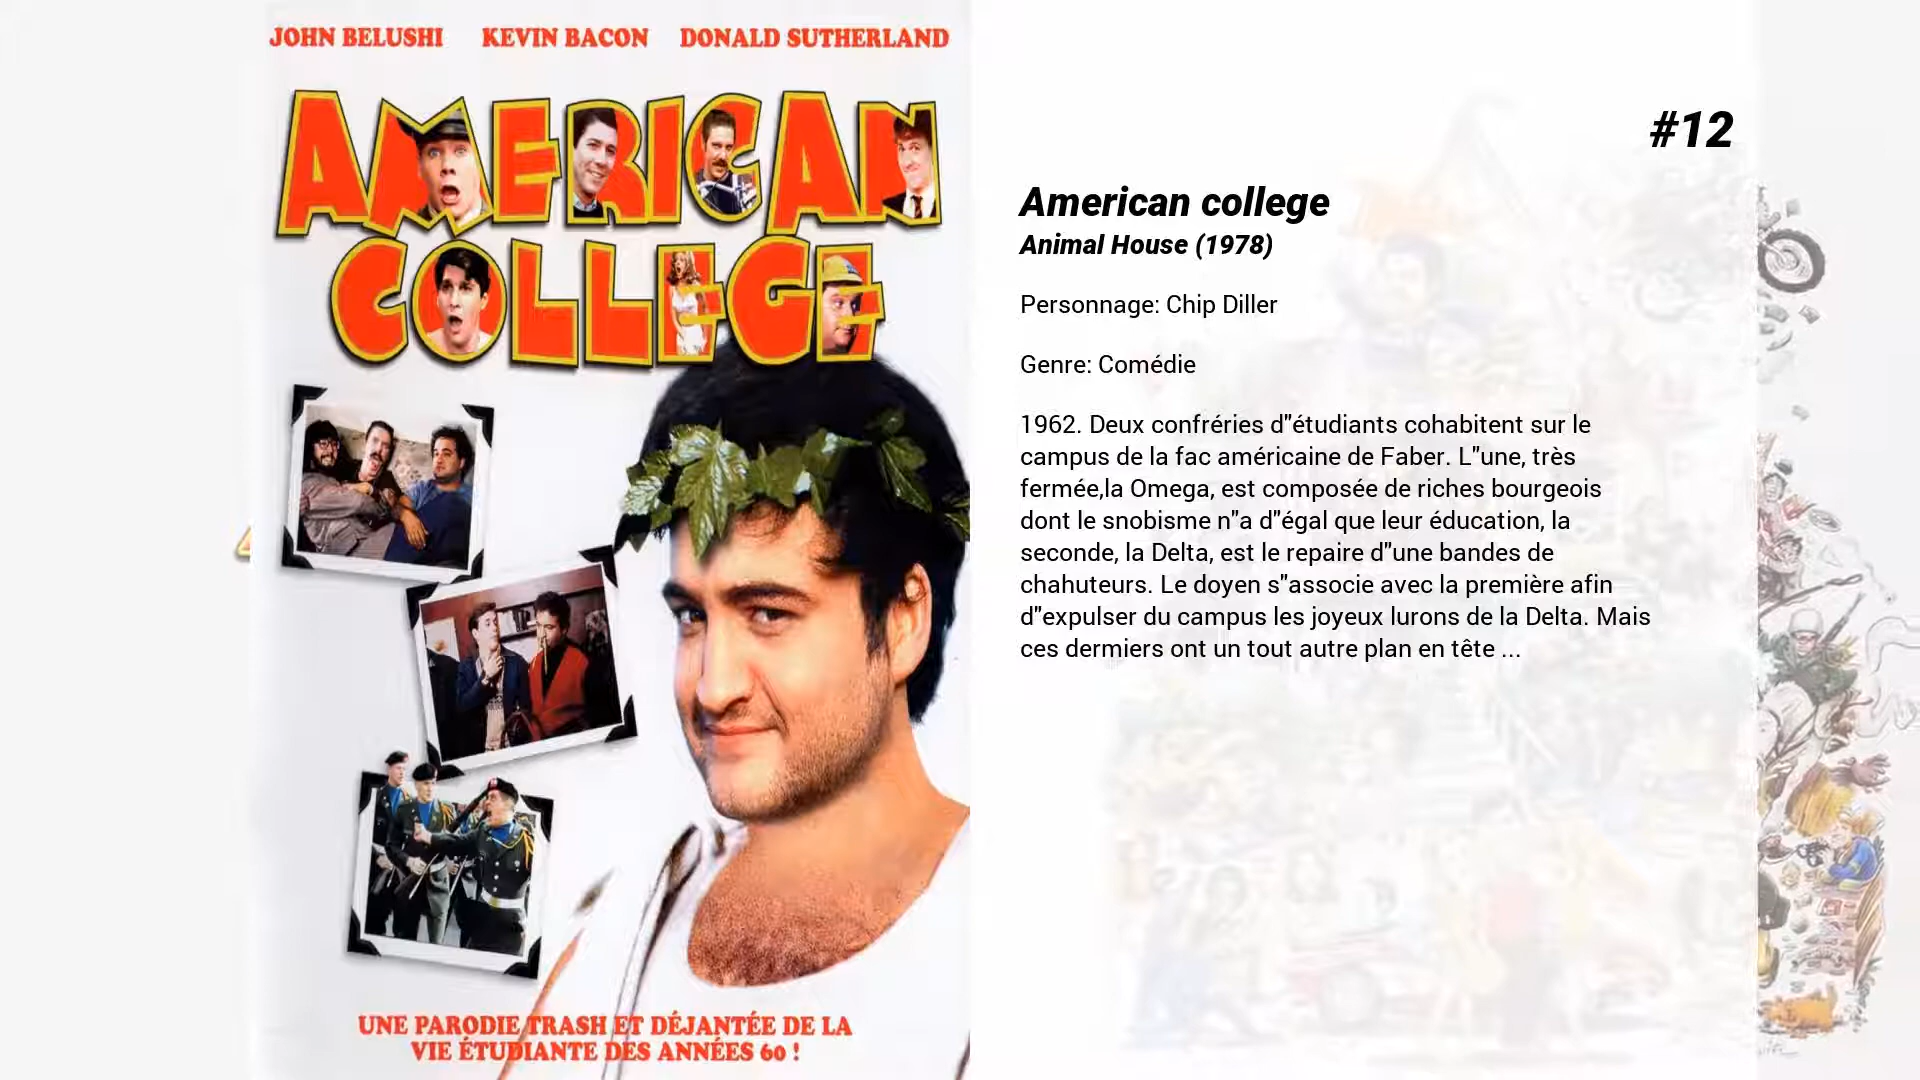 JOHN BELUSHI KEVIN BACON DONALD SUTHERLAND
AMERICAN
COLLEGE
UNE PARODIE TRASH ET DÉJANTÉE DE LA
VIE ÉTUDIANTE DES ANNÉES 60 !
#12
American college
Animal House (1978)
Personnage: Chip Diller
Genre: Comédie
1962. Deux confréries d"étudiants cohabitent sur le
campus de la fac américaine de Faber. L"une, très
fermée,la Omega, est composée de riches bourgeois
dont le snobisme n"a d"égal que leur éducation, la
seconde, la Delta, est le repaire d"une bandes de
chahuteurs. Le doyen s"associe avec la première afin
d"expulser du campus les joyeux lurons de la Delta. Mais
ces dermiers ont un tout autre plan en tête ...